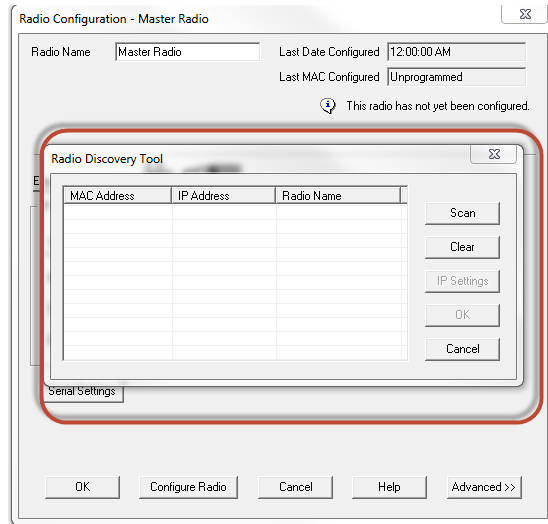 Radio Configuration - Master Radio
Radio Name Master Radio Last Date Configured 12:00:00 AM
Last MAC Configured Unprogrammed
This radio has not yet been configured.
Radio Discovery Tool
MAC Address IP Address Radio Name
Scan
Clear
IP Settings
OK
Cancel
Serial Settings
OK Configure Radio Cancel Help Advanced >>